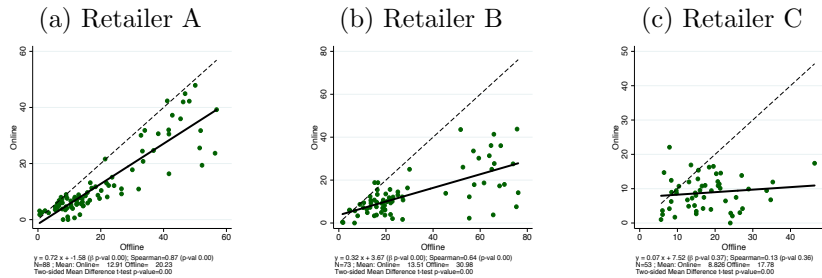 (a) Retailer A
(b) Retailer B
(c) Retailer C
60
40
20
0
Online
0
20
40
60
Offline
y = 0.72 x + -1.58 (β p-val 0.00); Spearman=0.87 (p-val 0.00)
N=88 ; Mean: Online= 12.91 Offline= 20.23
Two-sided Mean Difference t-test p-value=0.00
80
60
40
20
0
Online
0
20
40
60
80
Offline
y = 0.32 x + 3.67 (β p-val 0.00); Spearman=0.64 (p-val 0.00)
N=73 ; Mean: Online= 13.51 Offline= 30.98
Two-sided Mean Difference t-test p-value=0.00
50
40
30
20
10
0
Online
0
10
20
30
40
Offline
y = 0.07 x + 7.52 (β p-val 0.37); Spearman=0.13 (p-val 0.36)
N=53 ; Mean: Online= 8.826 Offline= 17.78
Two-sided Mean Difference t-test p-value=0.00